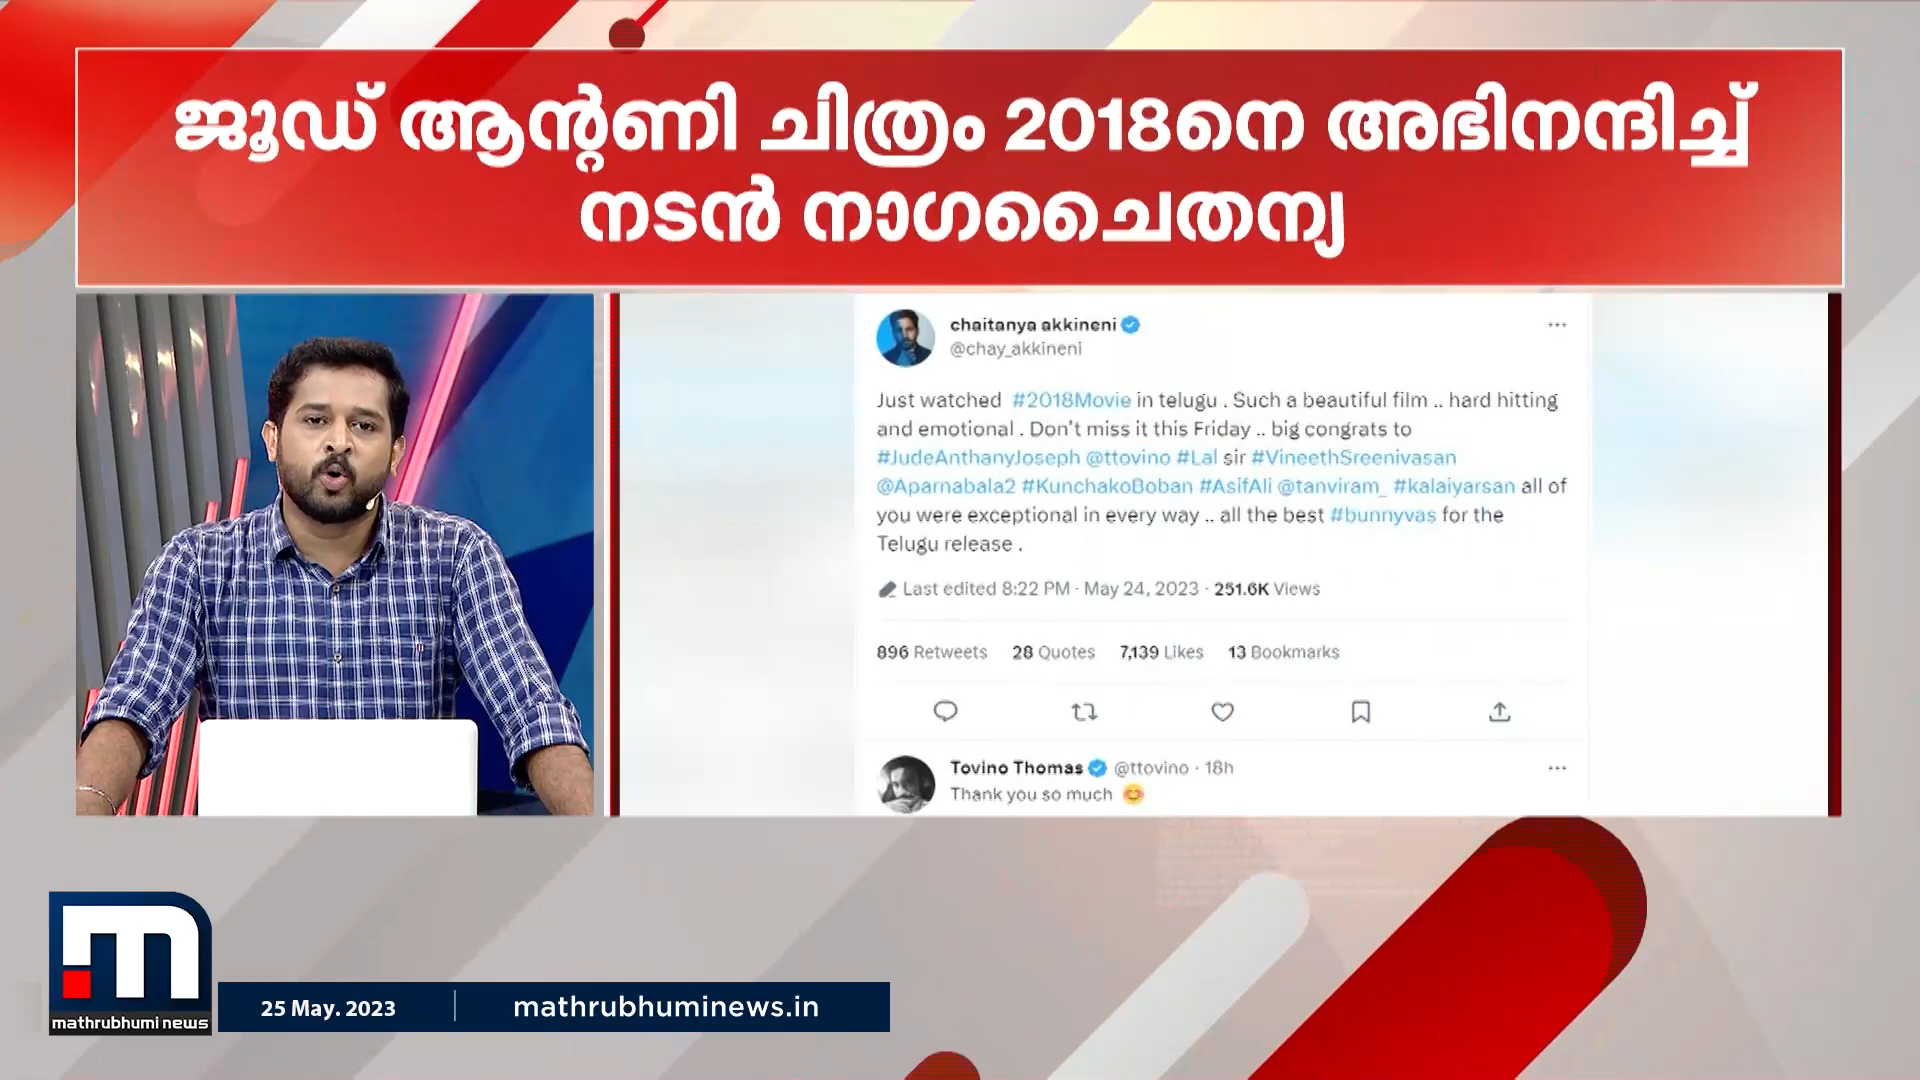 ജൂഡ് ആന്റണി ചിത്രം 2018നെ അഭിനന്ദിച്ച്
നടൻ നാഗചൈതന്യ
chaitanya akkineni
@chay_akkineni
Just watched #2018Movie in telugu . Such a beautiful film .. hard hitting
and emotional . Don't miss it this Friday .. big congrats to
#JudeAnthanyJoseph @ttovino #Lal sir #VineethSreenivasan
@Aparnabala2 #KunchakoBoban #AsifAli @tanviram_ #kalaiyarsan all of
you were exceptional in every way .. all the best #bunnyvas for the
Telugu release .
Last edited 8:22 PM · May 24, 2023 · 251.6K Views
896 Retweets 28 Quotes 7,139 Likes 13 Bookmarks
Tovino Thomas @ttovino · 18h
Thank you so much 😊
mathrubhumi news
25 May. 2023
mathrubhuminews.in